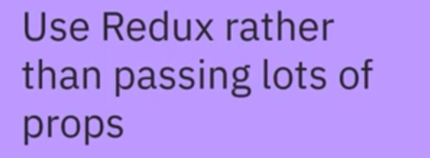 Use Redux rather
than passing lots of
props